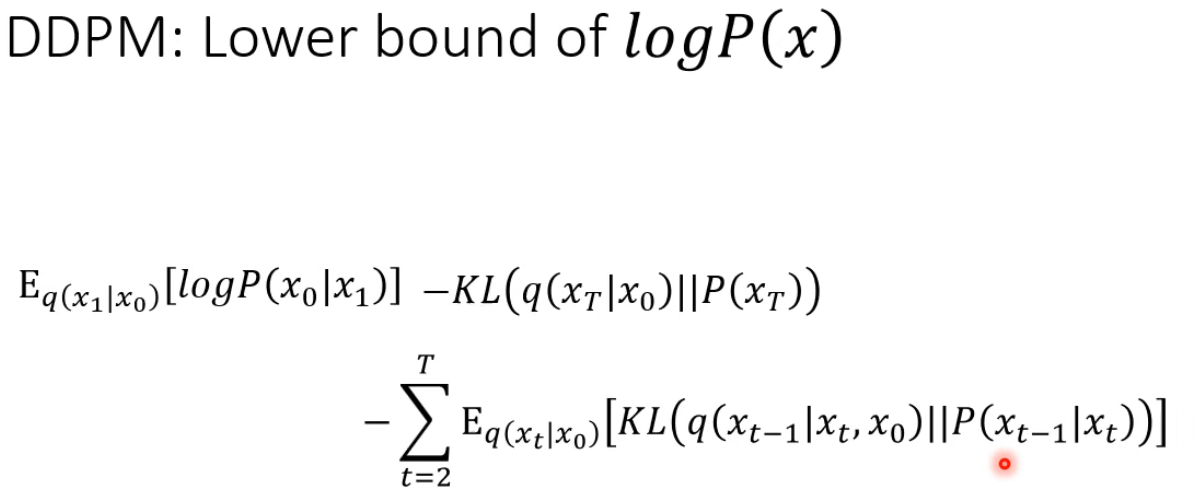 DDPM: Lower bound of logP(x)
E_{q(x_1|x_0)}[logP(x_0|x_1)] −KL(q(x_T|x_0)||P(x_T))
−∑_{t=2}^{T} E_{q(x_t|x_0)}[KL(q(x_{t−1}|x_t, x_0)||P(x_{t−1}|x_t))]